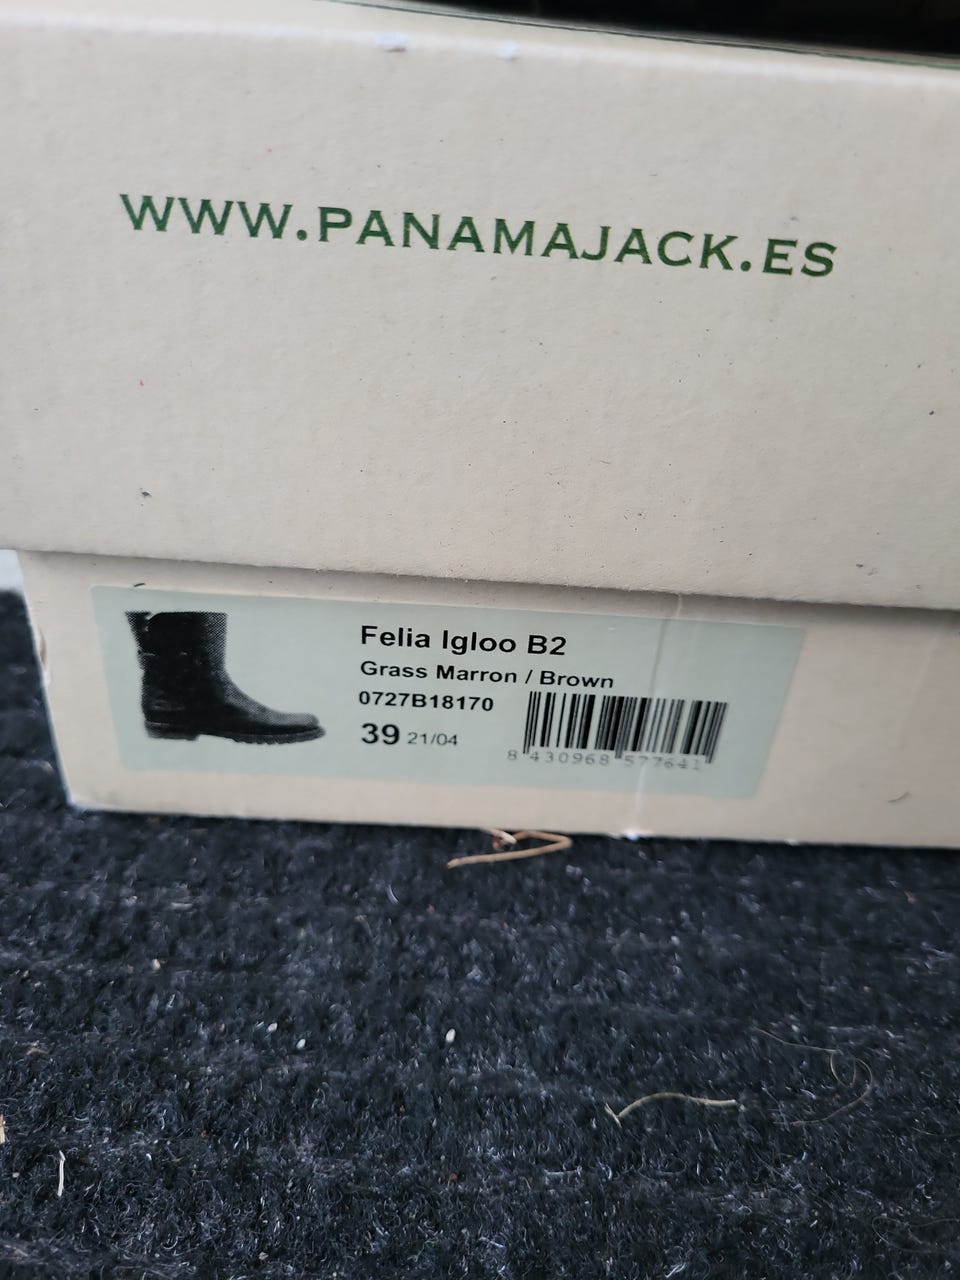 WWW.PANAMAJACK.ES
Felia Igloo B2
Grass Marron / Brown
0727B18170
39 21/04
8 430968 577641